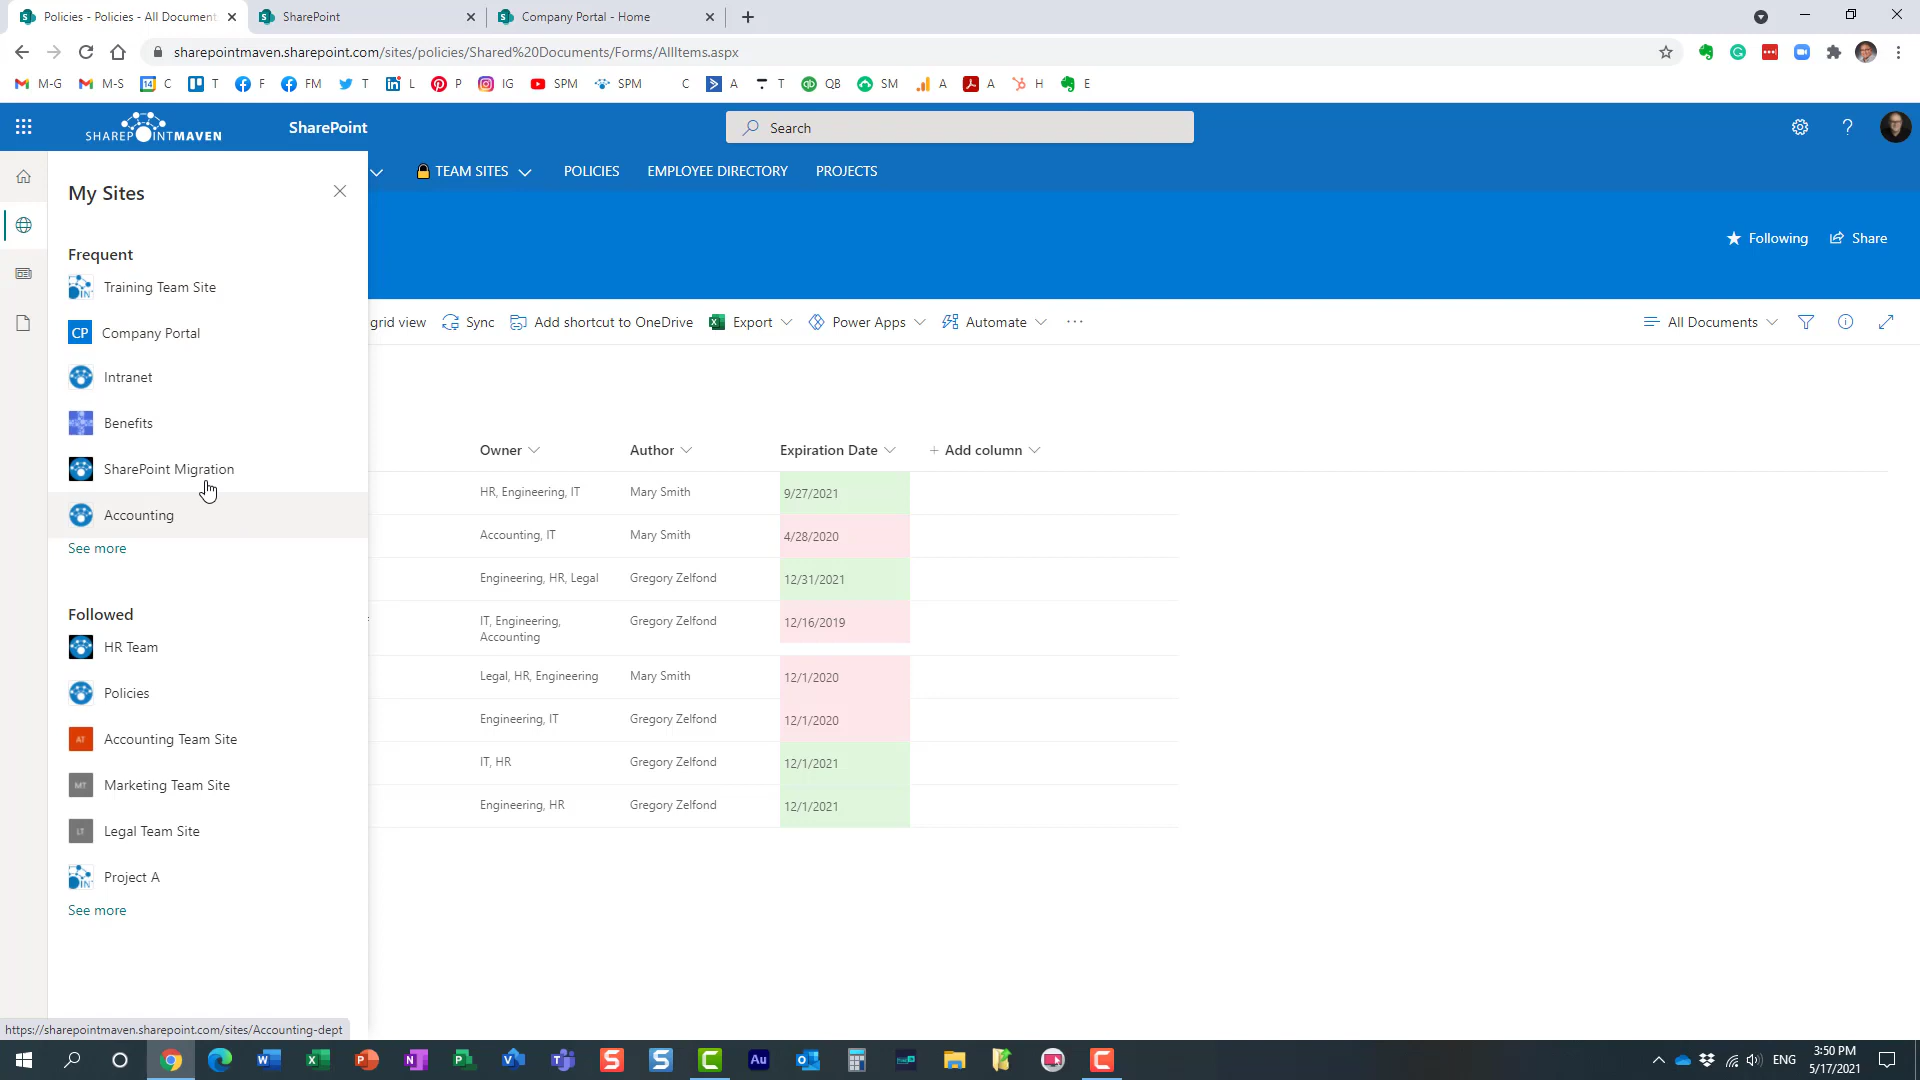 Policies - Policies - All Document
SharePoint
Company Portal - Home
sharepointmaven.sharepoint.com/sites/policies/Shared%20Documents/Forms/AllItems.aspx
M-G
M-S
C
T
F
FM
T
L
P
IG
SPM
SPM
C
A
T
QB
SM
A
A
H
E
SHAREPOINTMAVEN
SharePoint
Search
TEAM SITES
POLICIES
EMPLOYEE DIRECTORY
PROJECTS
Following
Share
My Sites
Frequent
Training Team Site
CP Company Portal
Intranet
Benefits
SharePoint Migration
Accounting
See more
Followed
HR Team
Policies
AT Accounting Team Site
MT Marketing Team Site
LT Legal Team Site
Project A
See more
grid view
Sync
Add shortcut to OneDrive
Export
Power Apps
Automate
All Documents
Owner Author Expiration Date + Add column
HR, Engineering, IT Mary Smith 9/27/2021
Accounting, IT Mary Smith 4/28/2020
Engineering, HR, Legal Gregory Zelfond 12/31/2021
IT, Engineering, Gregory Zelfond 12/16/2019
Accounting
Legal, HR, Engineering Mary Smith 12/1/2020
Engineering, IT Gregory Zelfond 12/1/2020
IT, HR Gregory Zelfond 12/1/2021
Engineering, HR Gregory Zelfond 12/1/2021
https://sharepointmaven.sharepoint.com/sites/Accounting-dept
ENG
3:50 PM
5/17/2021